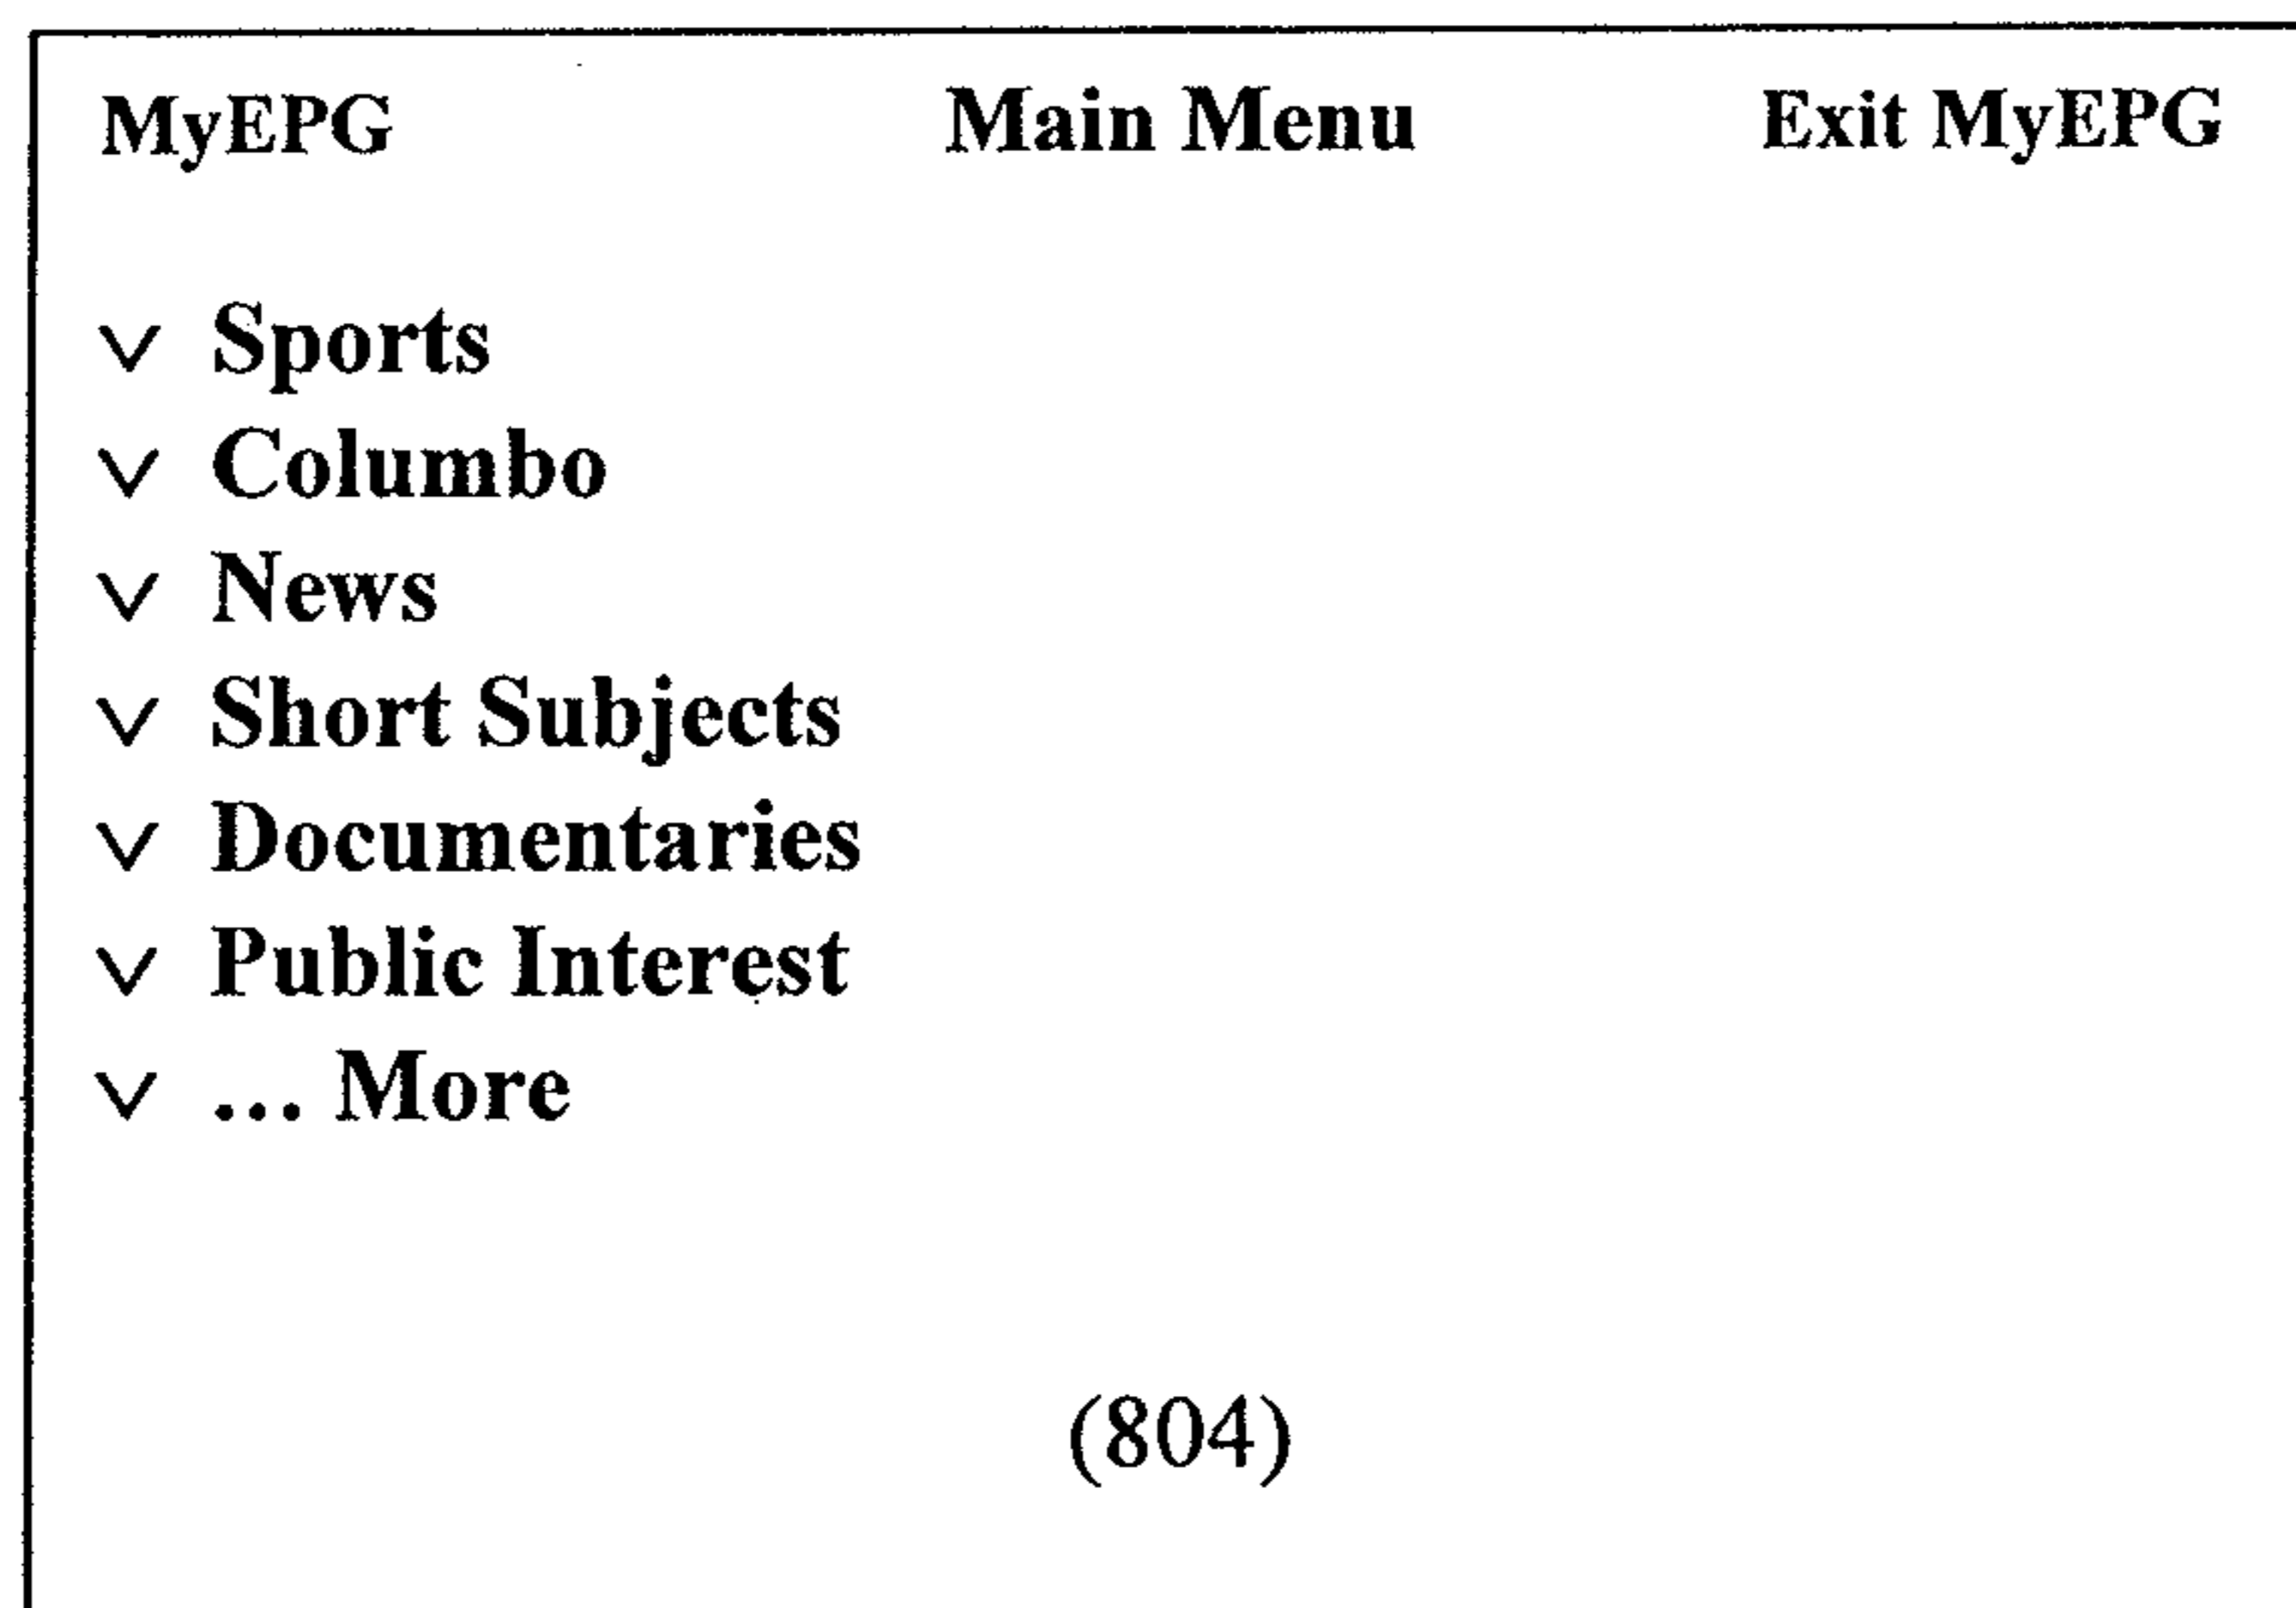 MyEPG Main Menu Exit MyEPG
∨ Sports
∨ Columbo
∨ News
∨ Short Subjects
∨ Documentaries
∨ Public Interest
∨ ... More
(804)